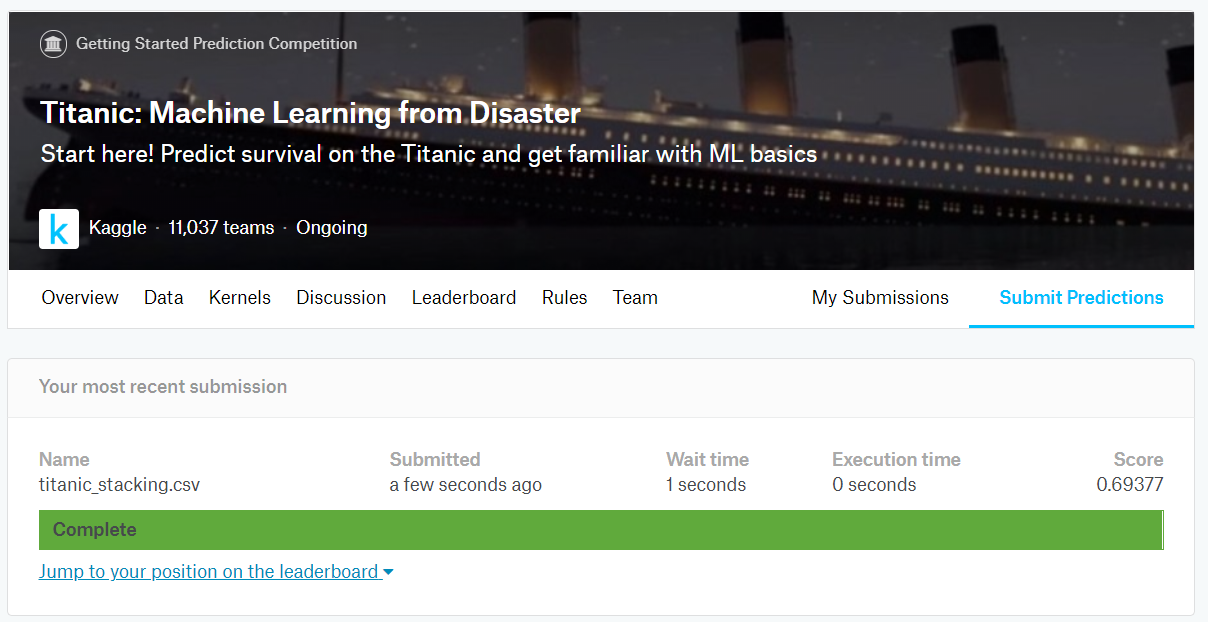 Getting Started Prediction Competition
Titanic: Machine Learning from Disaster
Start here! Predict survival on the Titanic and get familiar with ML basics
k Kaggle · 11,037 teams · Ongoing
Overview Data Kernels Discussion Leaderboard Rules Team My Submissions Submit Predictions
Your most recent submission
Name Submitted Wait time Execution time Score
titanic_stacking.csv a few seconds ago 1 seconds 0 seconds 0.69377
Complete
Jump to your position on the leaderboard